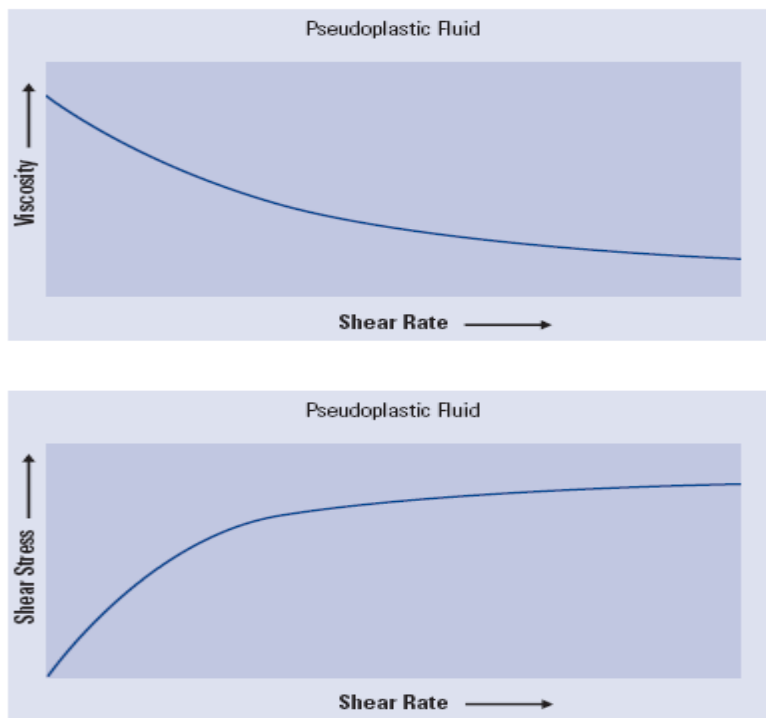 Pseudoplastic Fluid
Viscosity
Shear Rate
Pseudoplastic Fluid
Shear Stress
Shear Rate